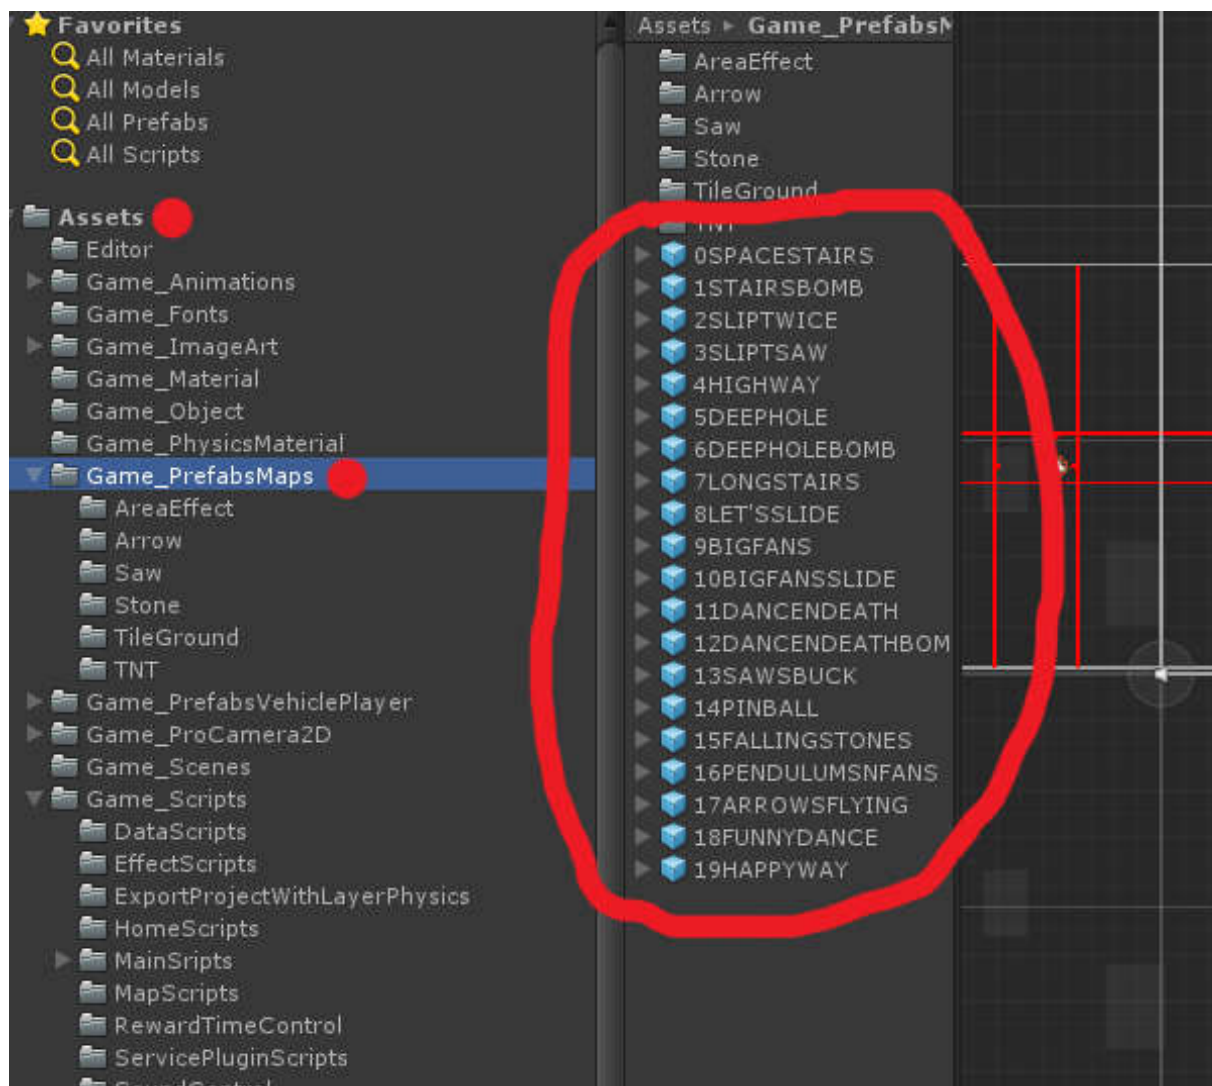 Favorites
All Materials
All Models
All Prefabs
All Scripts
Assets
Editor
Game_Animations
Game_Fonts
Game_ImageArt
Game_Material
Game_Object
Game_PhysicsMaterial
Game_PrefabsMaps
AreaEffect
Arrow
Saw
Stone
TileGround
TNT
Game_PrefabsVehiclePlayer
Game_ProCamera2D
Game_Scenes
Game_Scripts
DataScripts
EffectScripts
ExportProjectWithLayerPhysics
HomeScripts
MainSripts
MapScripts
RewardTimeControl
ServicePluginScripts
SoundControl
Assets ▸ Game_PrefabsM
AreaEffect
Arrow
Saw
Stone
TileGround
TNT
0SPACESTAIRS
1STAIRSBOMB
2SLIPTWICE
3SLIPTSAW
4HIGHWAY
5DEEPHOLE
6DEEPHOLEBOMB
7LONGSTAIRS
8LET'SSLIDE
9BIGFANS
10BIGFANSSLIDE
11DANCENDEATH
12DANCENDEATHBOM
13SAWSBUCK
14PINBALL
15FALLINGSTONES
16PENDULUMSNFANS
17ARROWSFLYING
18FUNNYDANCE
19HAPPYWAY